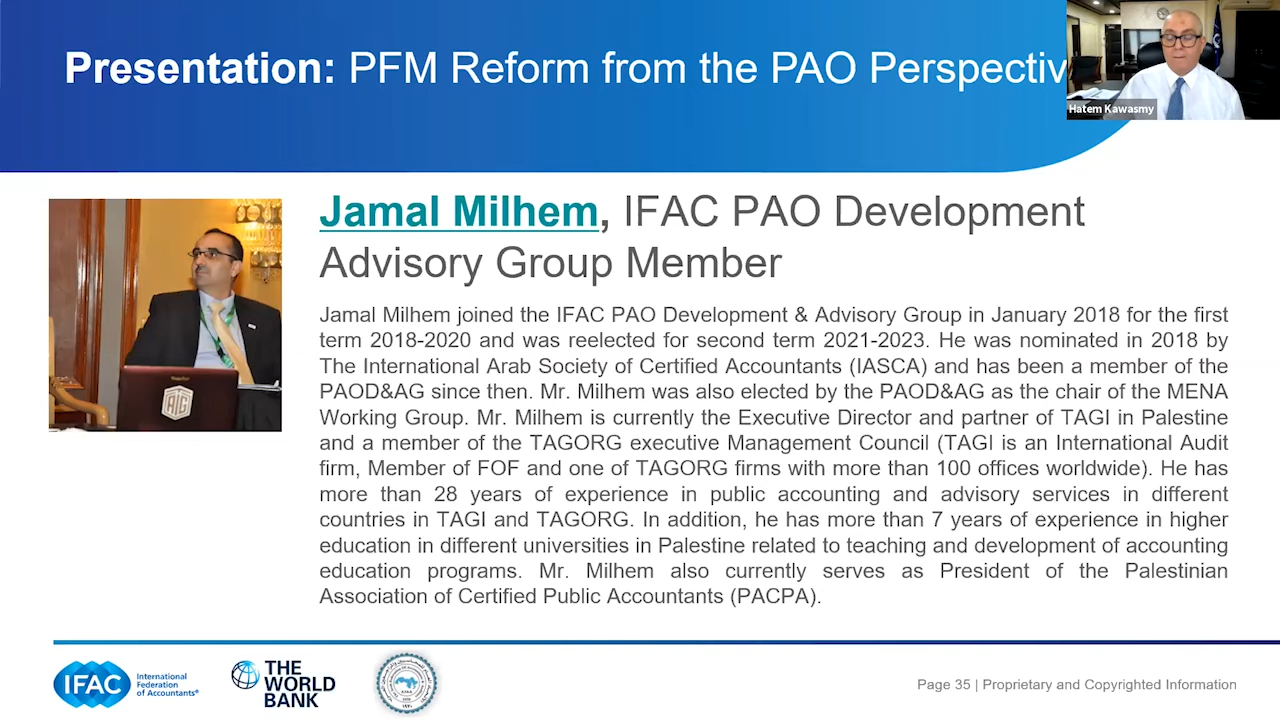 Presentation: PFM Reform from the PAO Perspectiv
Hatem Kawasmy
Jamal Milhem, IFAC PAO Development
Advisory Group Member
Jamal Milhem joined the IFAC PAO Development & Advisory Group in January 2018 for the first
term 2018-2020 and was reelected for second term 2021-2023. He was nominated in 2018 by
The International Arab Society of Certified Accountants (IASCA) and has been a member of the
PAOD&AG since then. Mr. Milhem was also elected by the PAOD&AG as the chair of the MENA
Working Group. Mr. Milhem is currently the Executive Director and partner of TAGI in Palestine
and a member of the TAGORG executive Management Council (TAGI is an International Audit
firm, Member of FOF and one of TAGORG firms with more than 100 offices worldwide). He has
more than 28 years of experience in public accounting and advisory services in different
countries in TAGI and TAGORG. In addition, he has more than 7 years of experience in higher
education in different universities in Palestine related to teaching and development of accounting
education programs. Mr. Milhem also currently serves as President of the Palestinian
Association of Certified Public Accountants (PACPA).
IFAC
International
Federation
of Accountants®
THE
WORLD
BANK
Page 35 | Proprietary and Copyrighted Information